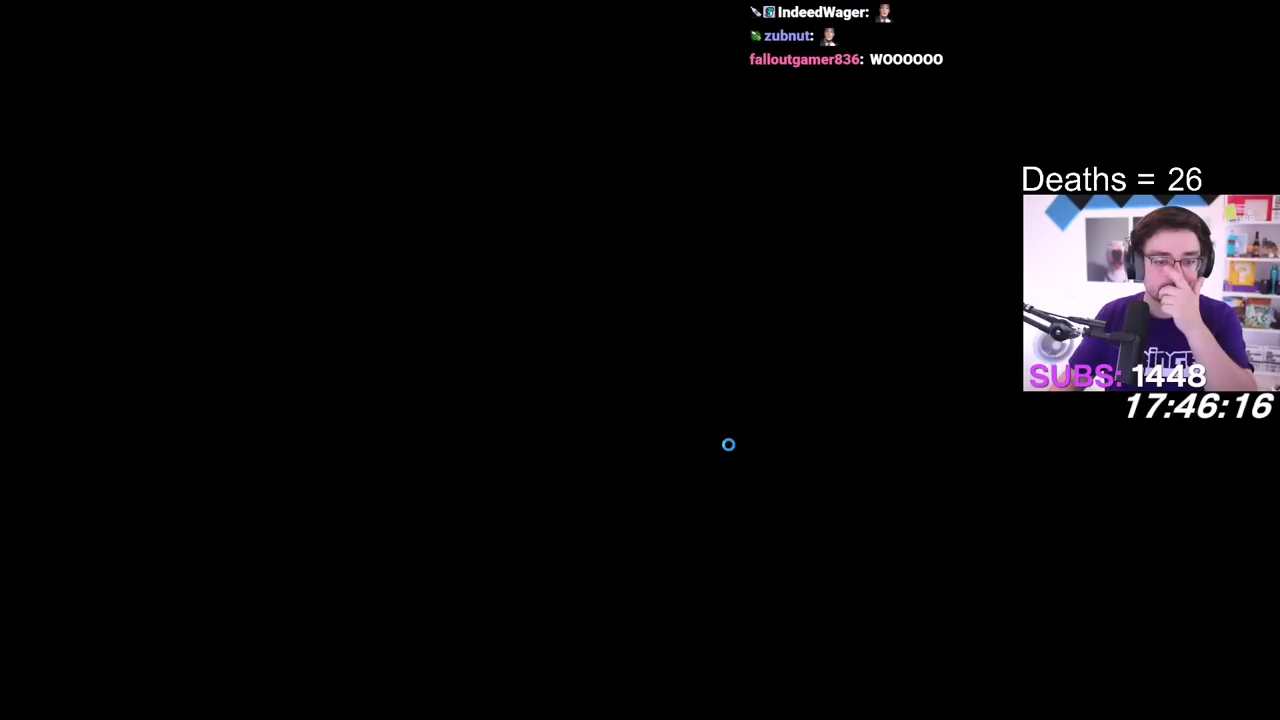 IndeedWager:
zubnut:
falloutgamer836: WOOOOOO
Deaths = 26
SUBS: 1448
17:46:16